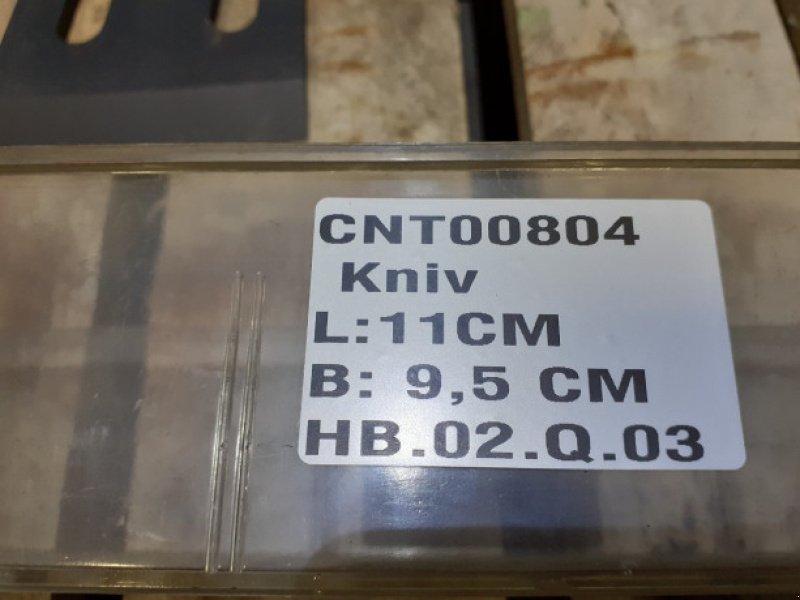 CNT00804
Kniv
L:11CM
B: 9,5 CM
HB.02.Q.03